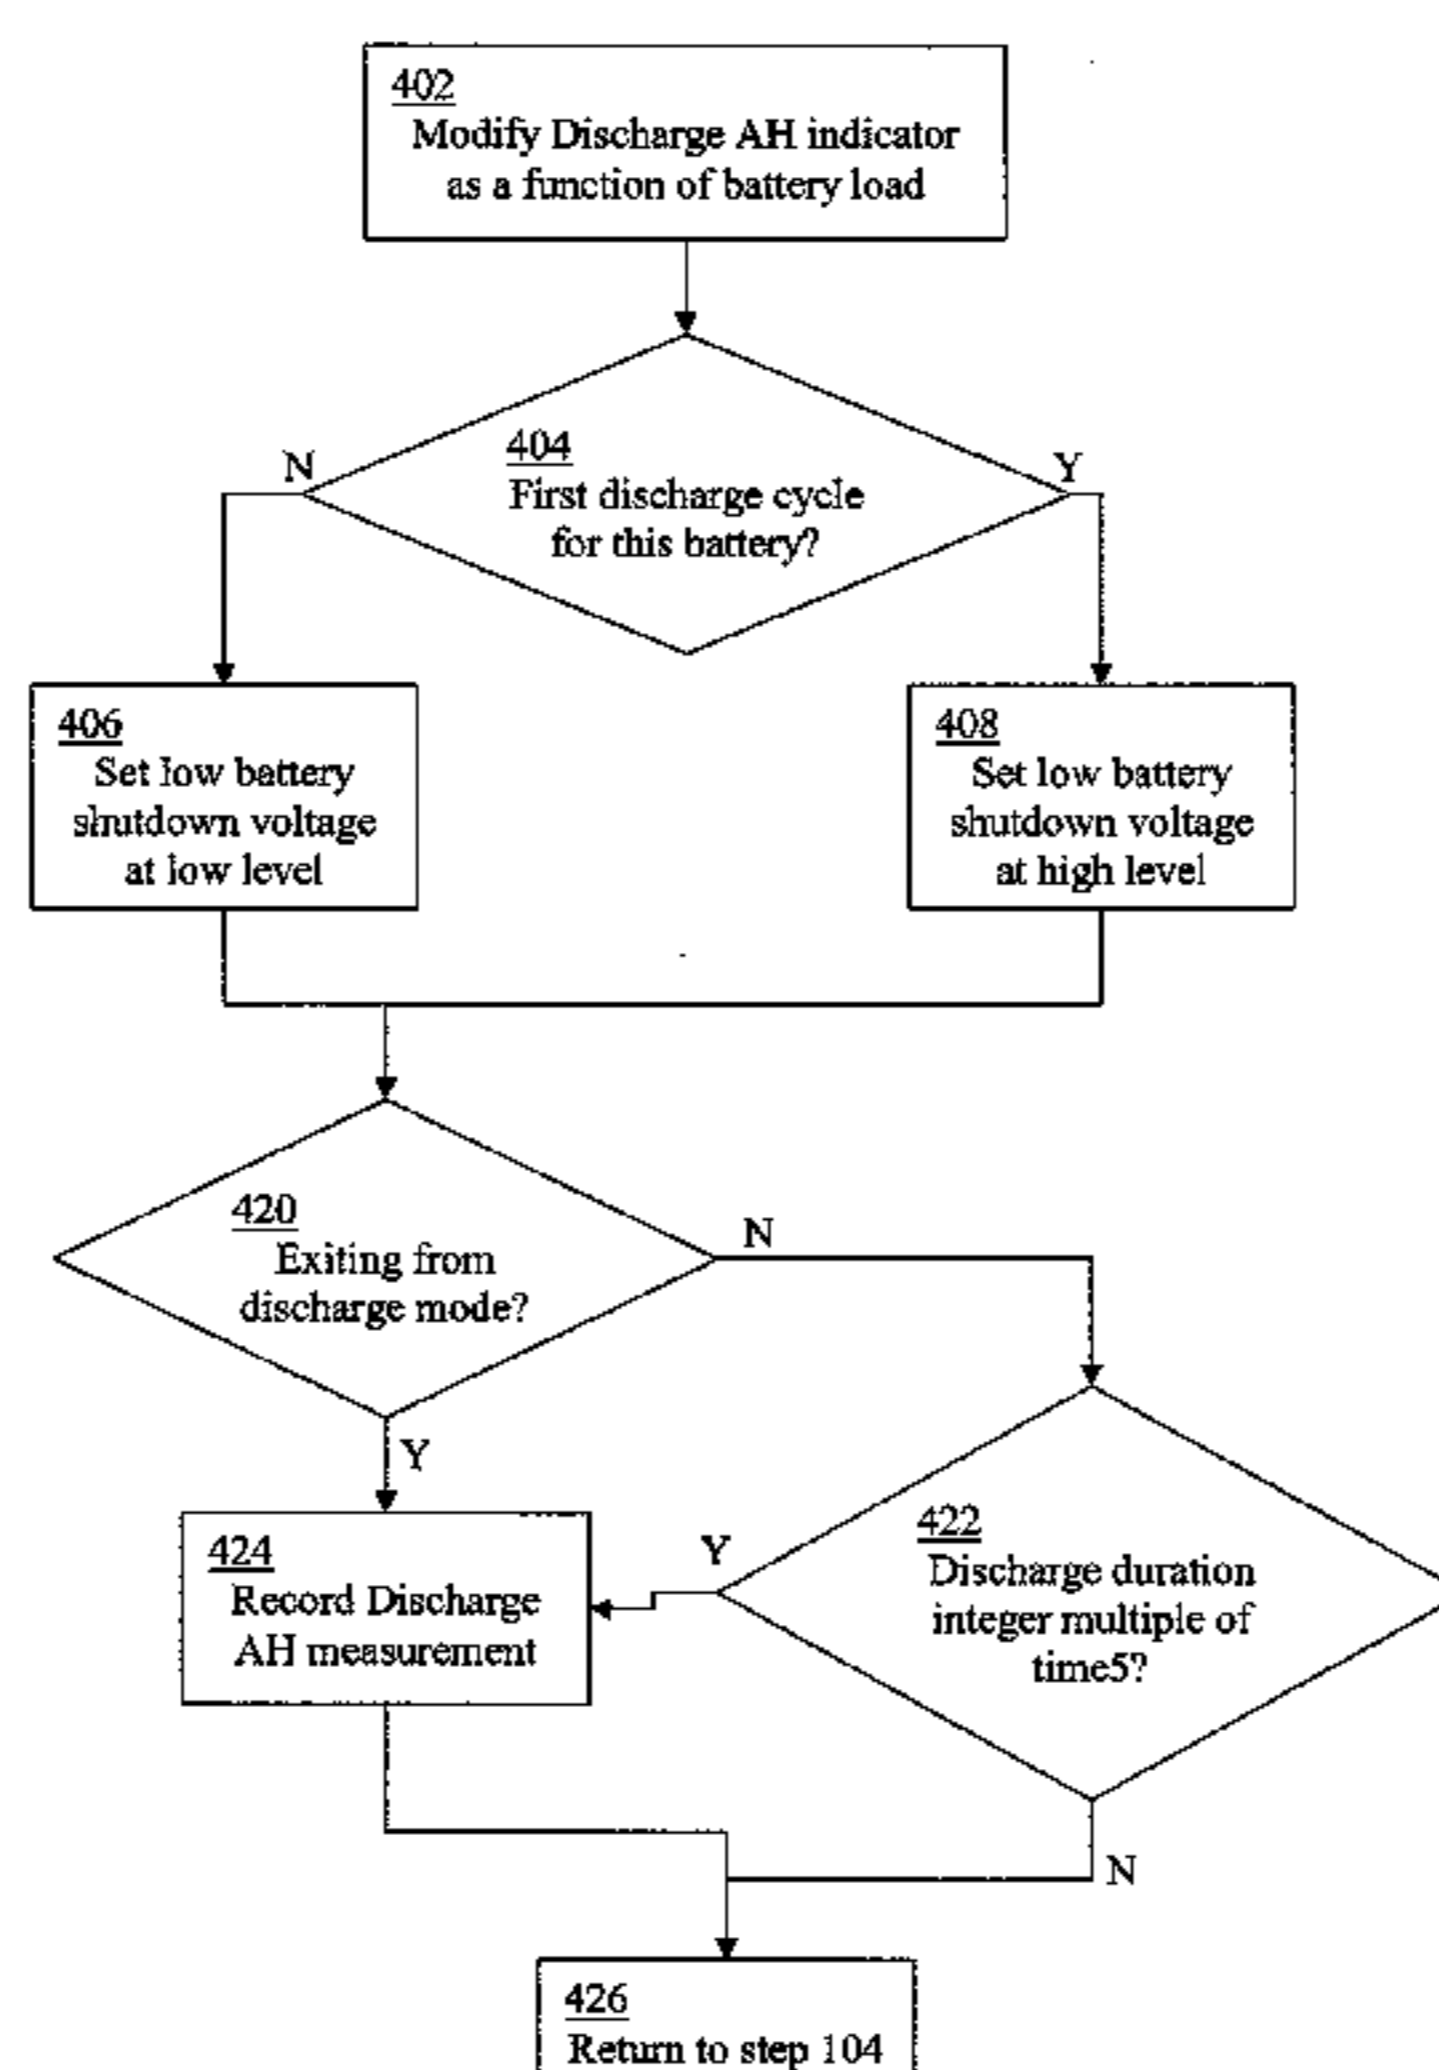 402
Modify Discharge AH indicator
as a function of battery load
404
N
Y
First discharge cycle
for this battery?
406
Set low battery
shutdown voltage
at low level
408
Set low battery
shutdown voltage
at high level
420
Exiting from
discharge mode?
N
Y
424
Record Discharge
AH measurement
Y
422
Discharge duration
integer multiple of
time5?
N
426
Return to step 104